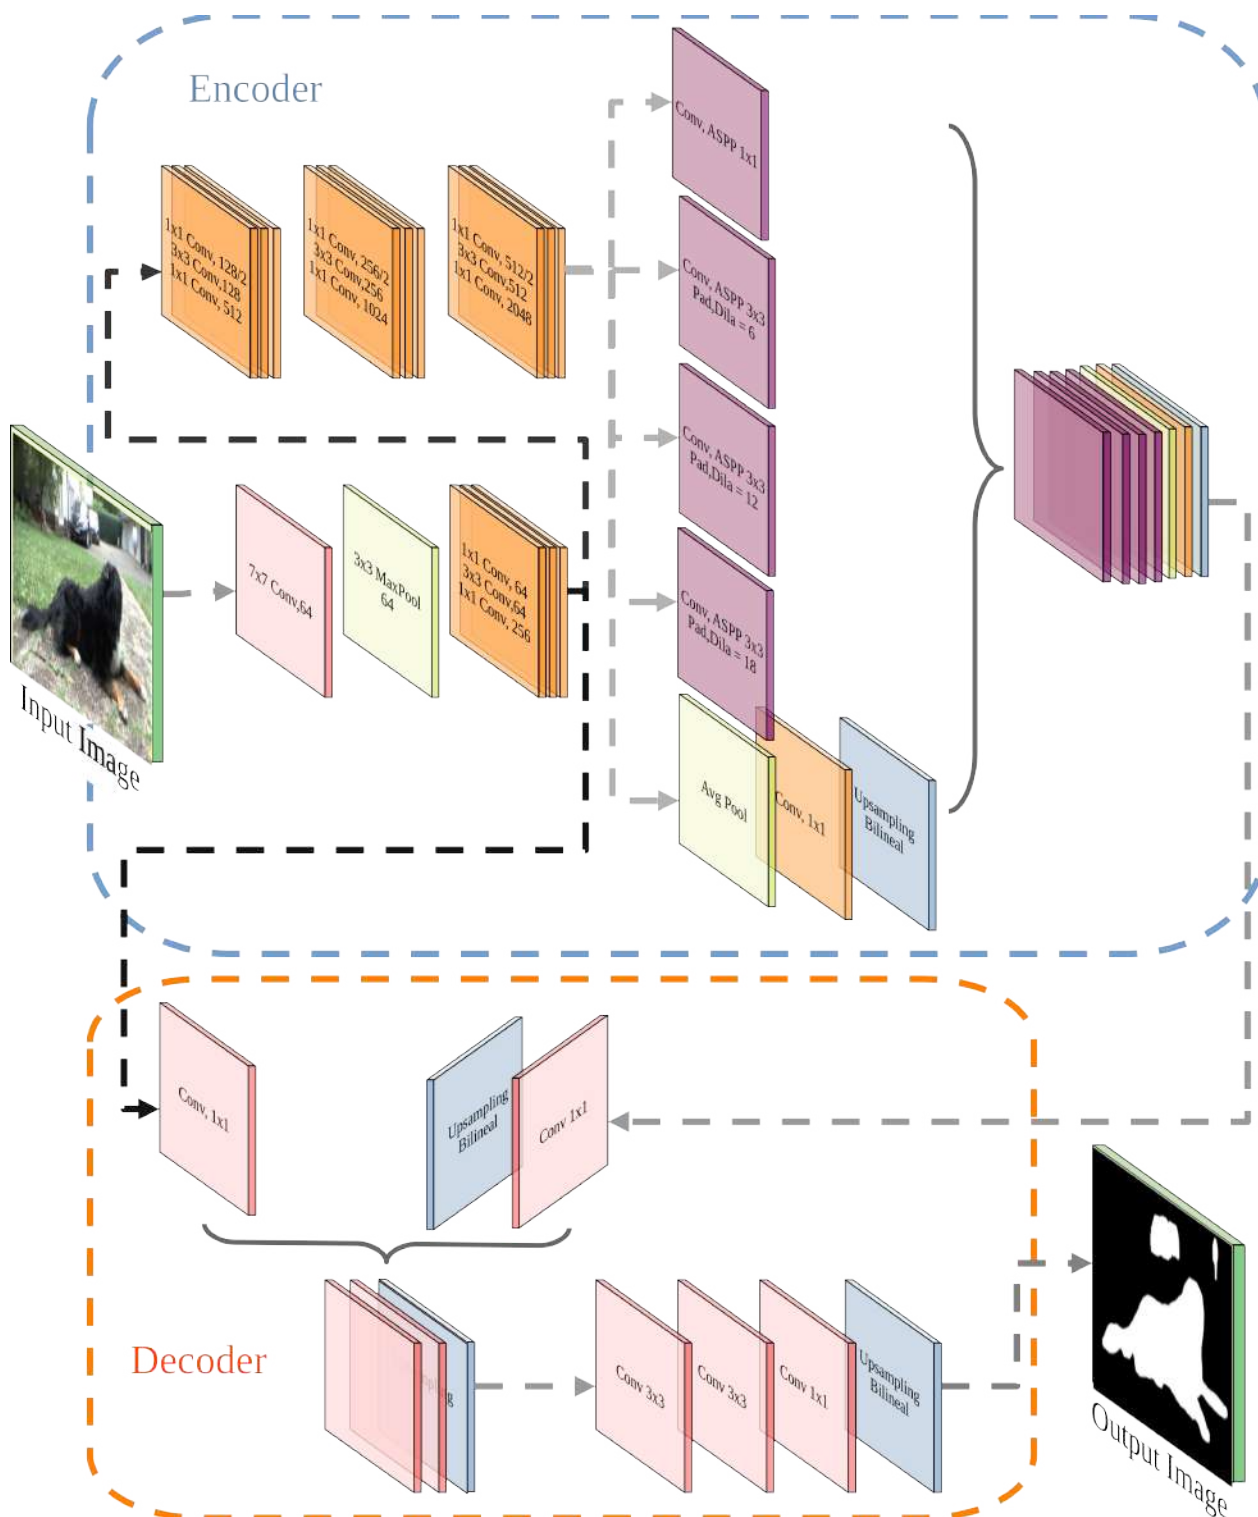 Encoder
1x1 Conv, 128/2
3x3 Conv,128
1x1 Conv, 512
1x1 Conv, 256/2
3x3 Conv,256
1x1 Conv, 1024
1x1 Conv, 512/2
3x3 Conv,512
1x1 Conv, 2048
Conv, ASPP 1x1
Conv, ASPP 3x3
Pad,Dila = 6
Conv, ASPP 3x3
Pad,Dila = 12
Conv, ASPP 3x3
Pad,Dila = 18
Avg Pool
Conv, 1x1
Upsampling
Bilineal
Input Image
7x7 Conv,64
3x3 MaxPool
64
1x1 Conv, 64
3x3 Conv,64
1x1 Conv, 256
Conv, 1x1
Upsampling
Bilineal
Conv 1x1
Decoder
Conv 3x3
Conv 3x3
Conv 1x1
Upsampling
Bilineal
Output Image